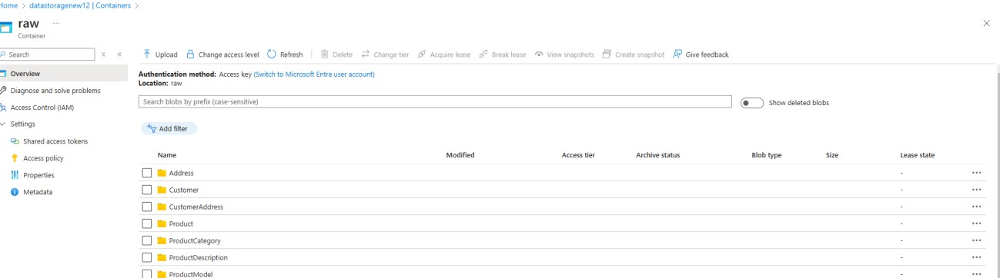 Home > datastoragenew12 | Containers >
raw ...
Container
Search
Upload Change access level Refresh Delete Change tier Acquire lease Break lease View snapshots Create snapshot Give feedback
Overview
Diagnose and solve problems
Access Control (IAM)
Settings
Shared access tokens
Access policy
Properties
Metadata
Authentication method: Access key (Switch to Microsoft Entra user account)
Location: raw
Search blobs by prefix (case-sensitive)
Show deleted blobs
Add filter
Name Modified Access tier Archive status Blob type Size Lease state
Address -
Customer -
CustomerAddress -
Product -
ProductCategory -
ProductDescription -
ProductModel -